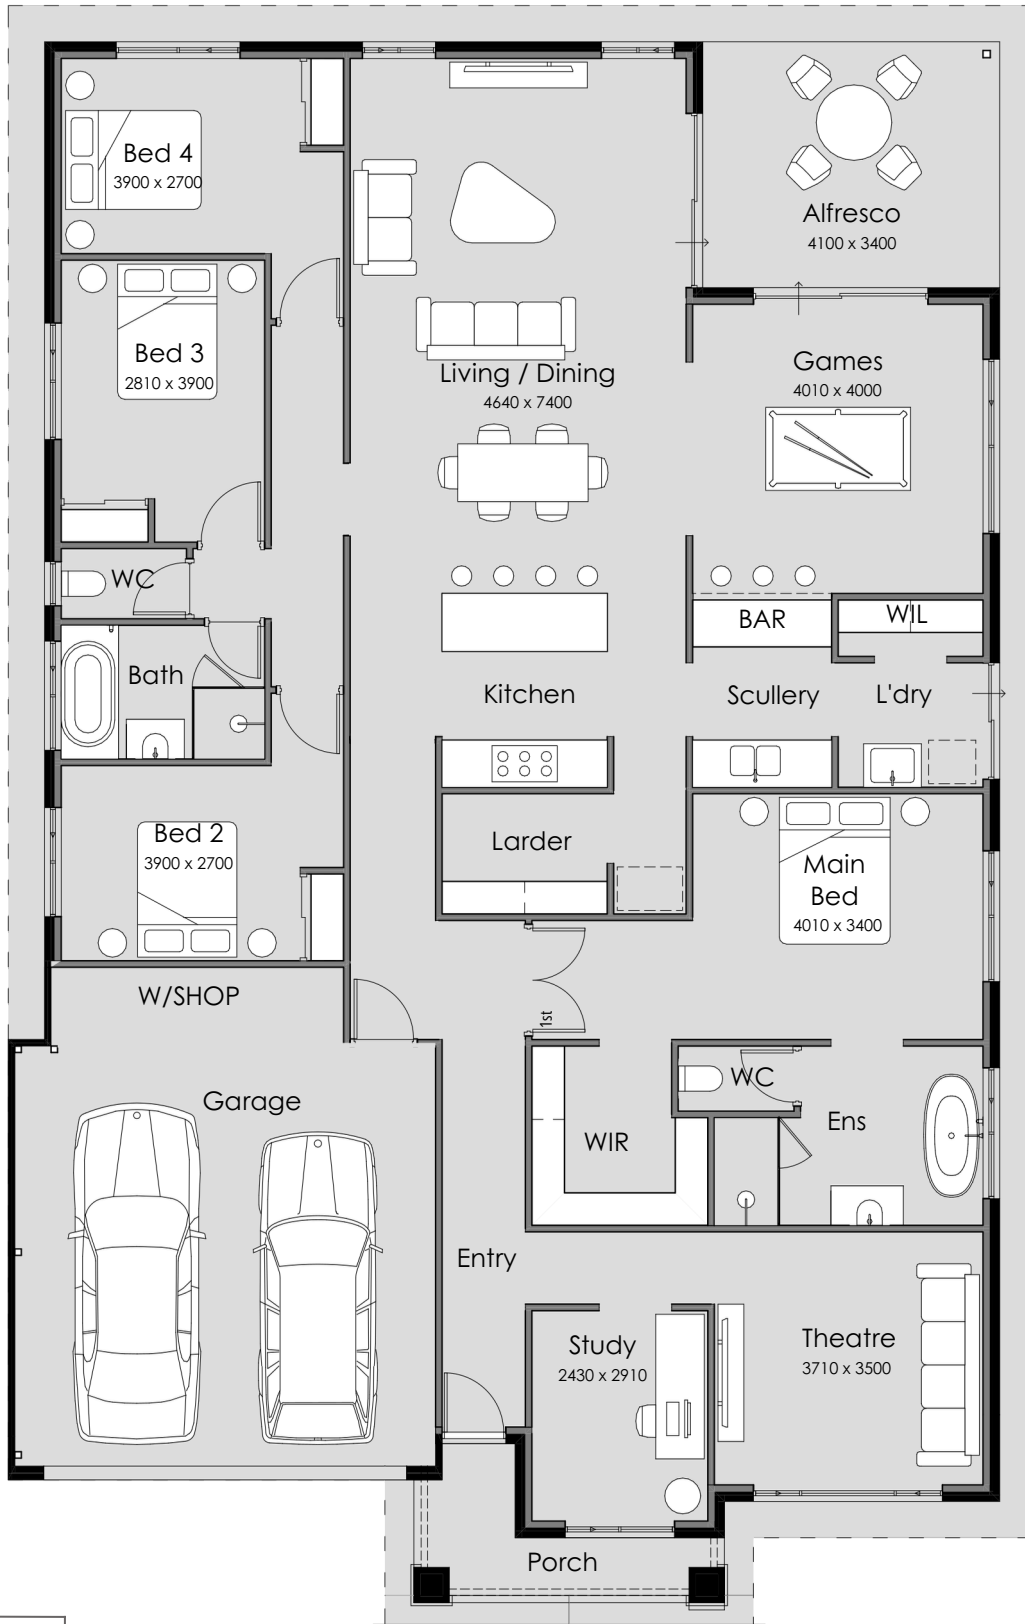 Bed 4
3900 x 2700
Alfresco
4100 x 3400
Bed 3
2810 x 3900
Living / Dining
4640 x 7400
Games
4010 x 4000
WC
BAR
WIL
Bath
Kitchen
Scullery
L'dry
Bed 2
3900 x 2700
Larder
Main
Bed
4010 x 3400
W/SHOP
1st
Garage
WC
Ens
WIR
Entry
Study
2430 x 2910
Theatre
3710 x 3500
Porch